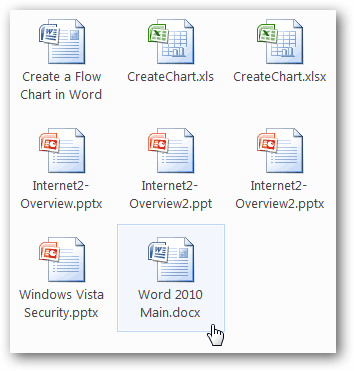 Create a Flow
Chart in Word
CreateChart.xls
CreateChart.xlsx
Internet2-
Overview.pptx
Internet2-
Overview2.ppt
Internet2-
Overview2.pptx
Windows Vista
Security.pptx
Word 2010
Main.docx